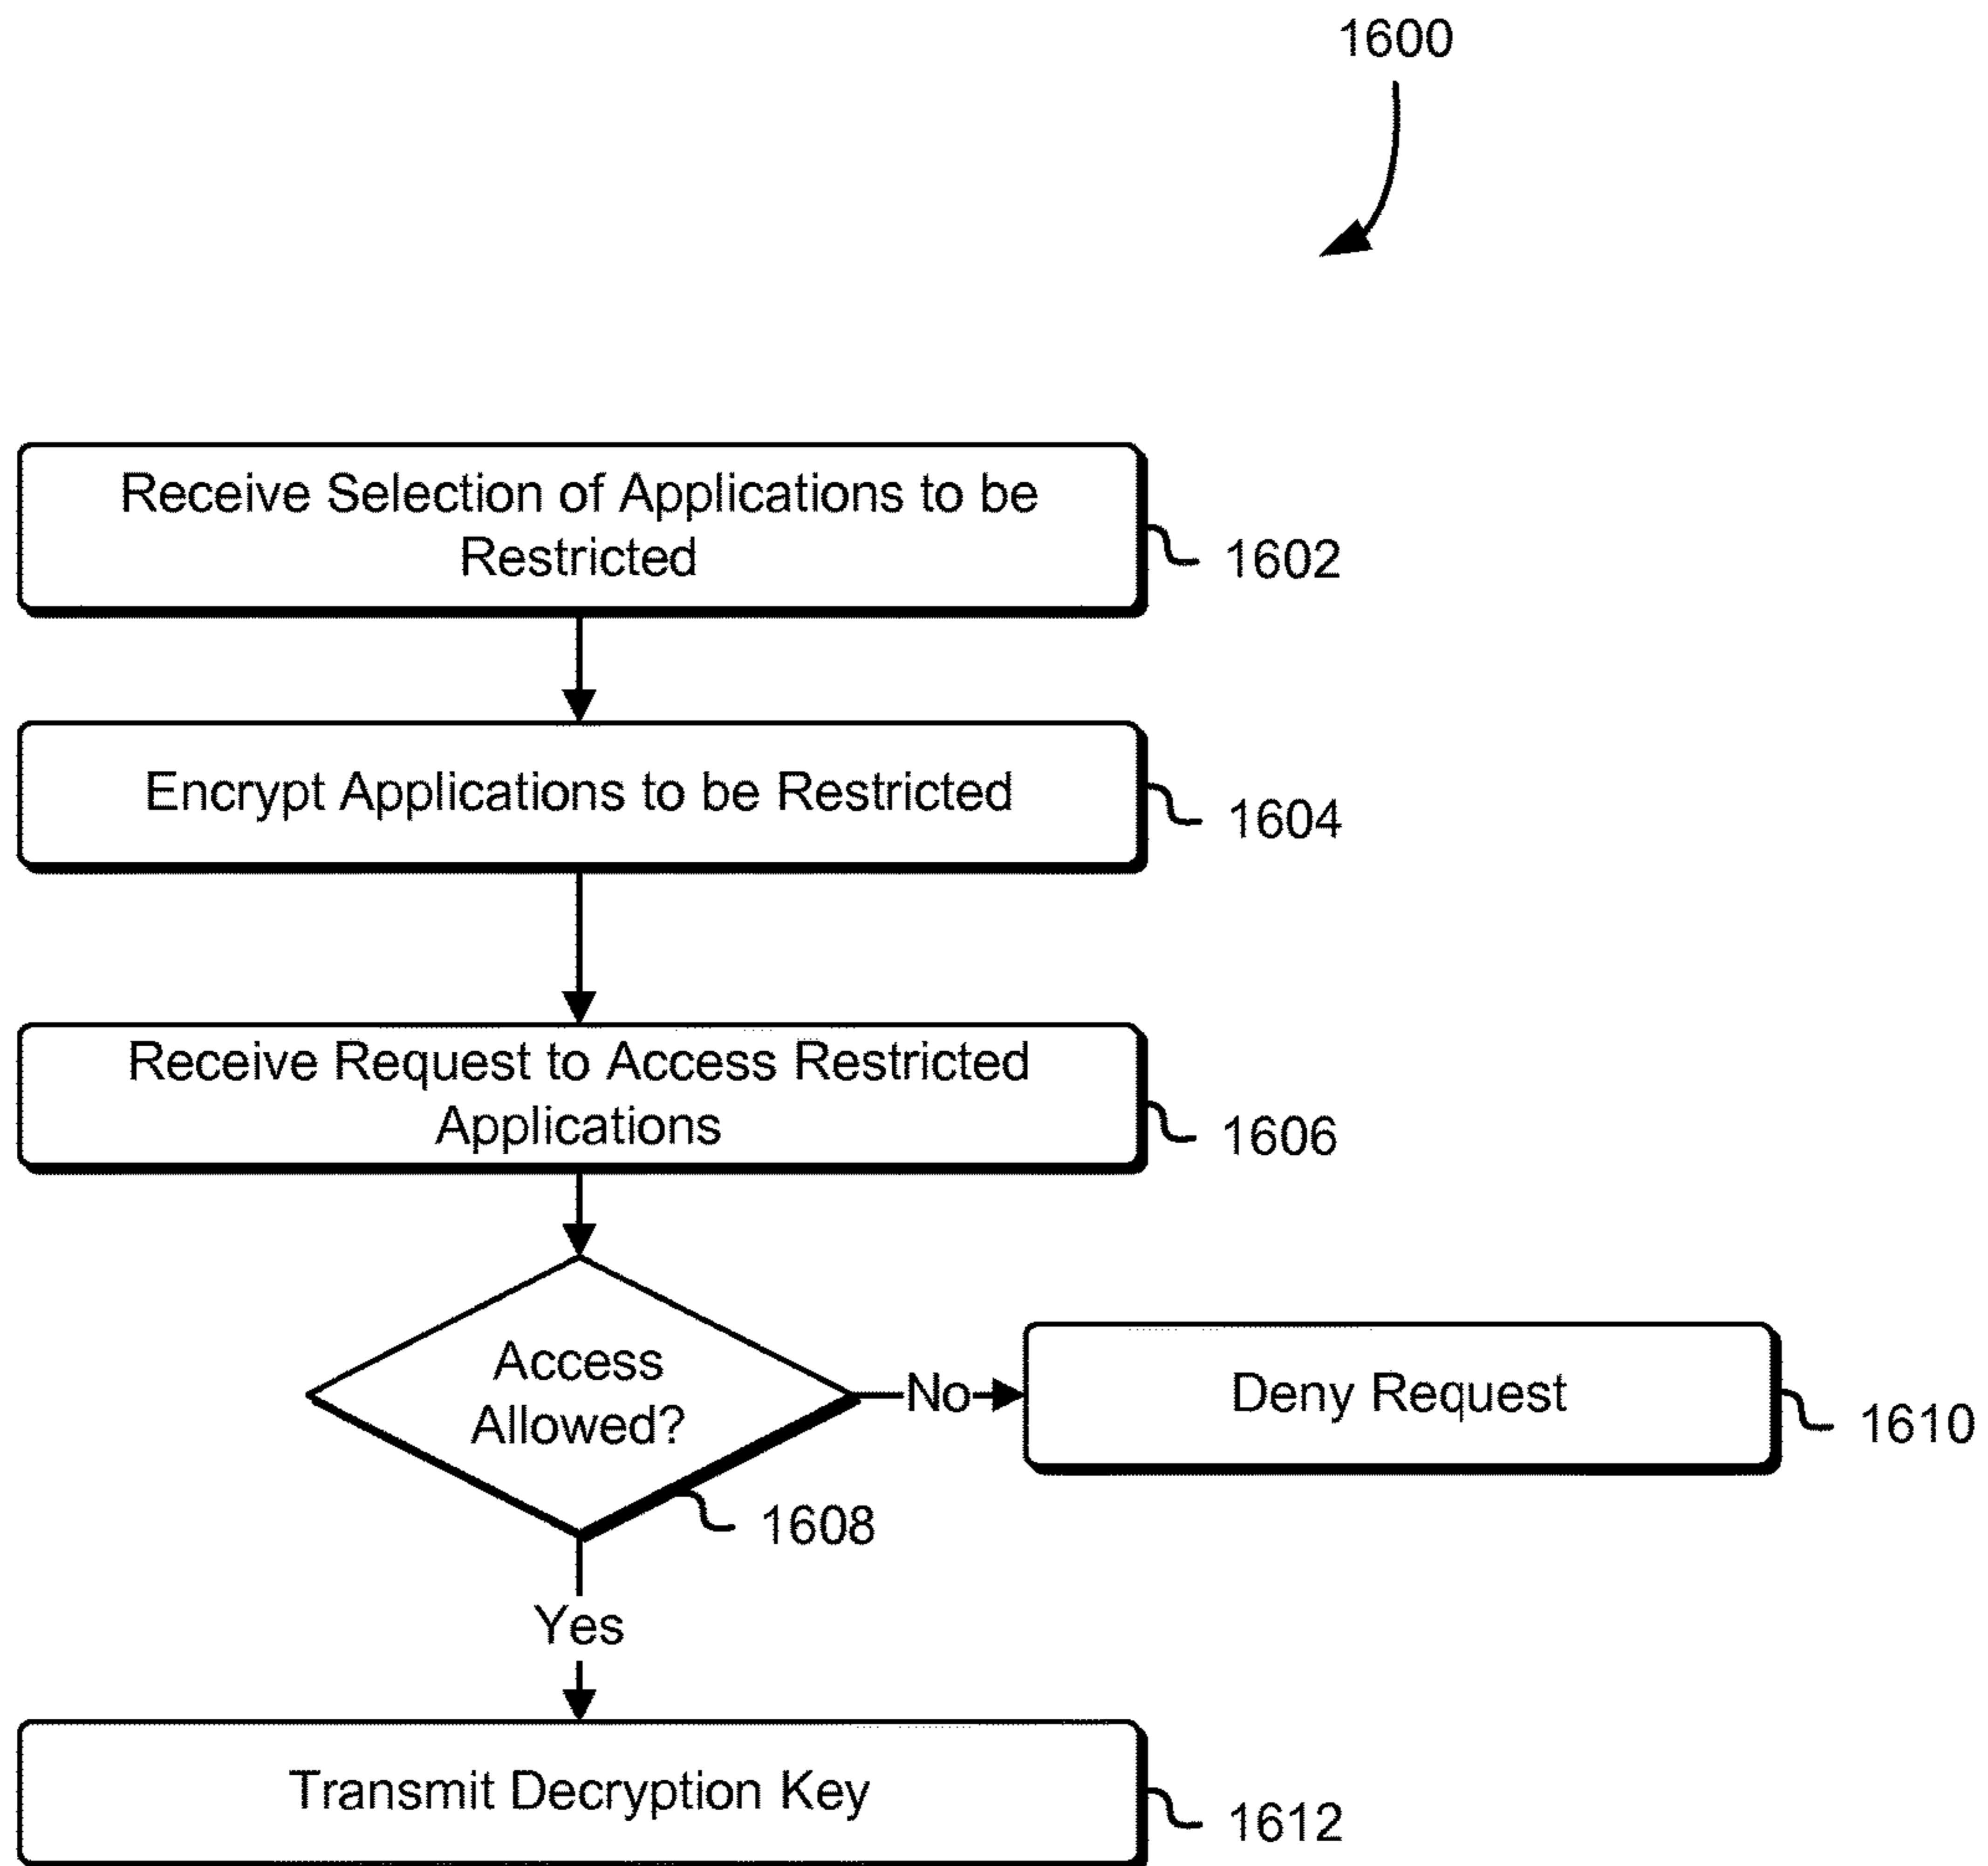 1600
Receive Selection of Applications to be
Restricted
1602
Encrypt Applications to be Restricted
1604
Receive Request to Access Restricted
Applications
1606
Access
Allowed?
No
Deny Request
1610
1608
Yes
Transmit Decryption Key
1612